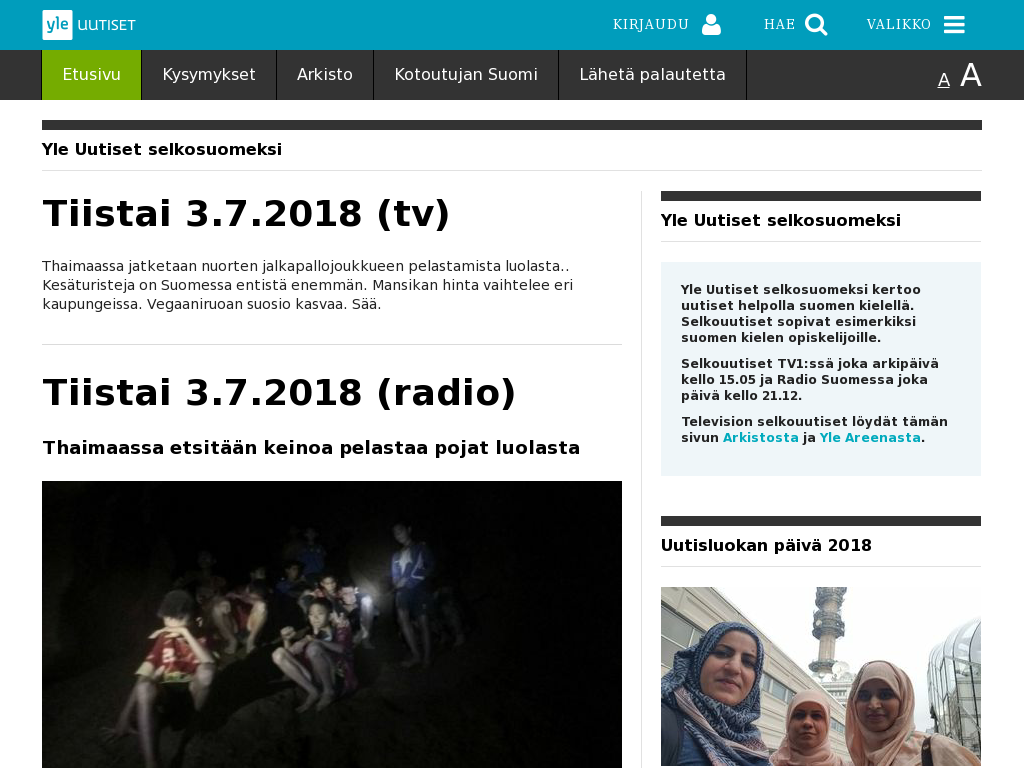 yle UUTISET
KIRJAUDU
HAE
VALIKKO
Etusivu
Kysymykset
Arkisto
Kotoutujan Suomi
Lähetä palautetta
A A
Yle Uutiset selkosuomeksi
Tiistai 3.7.2018 (tv)
Thaimaassa jatketaan nuorten jalkapallojoukkueen pelastamista luolasta..
Kesäturisteja on Suomessa entistä enemmän. Mansikan hinta vaihtelee eri
kaupungeissa. Vegaaniruoan suosio kasvaa. Sää.
Tiistai 3.7.2018 (radio)
Thaimaassa etsitään keinoa pelastaa pojat luolasta
Yle Uutiset selkosuomeksi
Yle Uutiset selkosuomeksi kertoo
uutiset helpolla suomen kielellä.
Selkouutiset sopivat esimerkiksi
suomen kielen opiskelijoille.
Selkouutiset TV1:ssä joka arkipäivä
kello 15.05 ja Radio Suomessa joka
päivä kello 21.12.
Television selkouutiset löydät tämän
sivun Arkistosta ja Yle Areenasta.
Uutisluokan päivä 2018